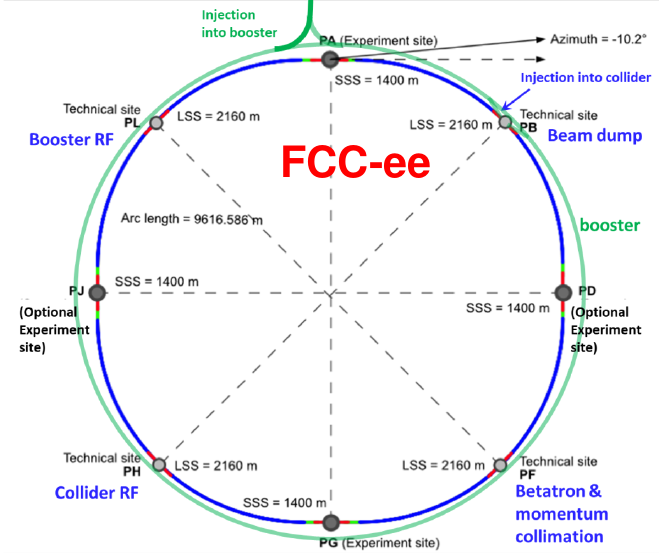 Injection
into booster
PA (Experiment site)
Azimuth = -10.2°
SSS = 1400 m
Injection into collider
Technical site
PL
LSS = 2160 m
Booster RF
LSS = 2160 m
Technical site
PB
Beam dump
FCC-ee
Arc length = 9616.586 m
booster
PJ
SSS = 1400 m
(Optional
Experiment
site)
SSS = 1400 m
PD
(Optional
Experiment
site)
Technical site
PH
LSS = 2160 m
Collider RF
LSS = 2160 m
Technical site
PF
Betatron &
momentum
collimation
SSS = 1400 m
PG (Experiment site)